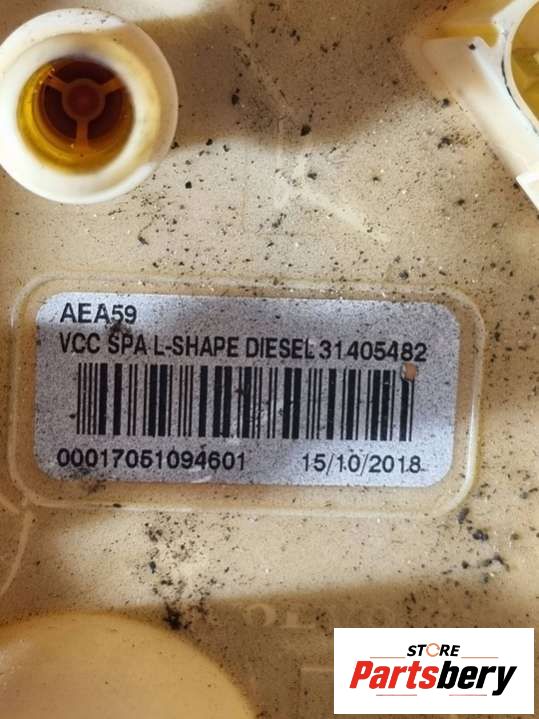 AEA59
VCC SPA L-SHAPE DIESEL 31405482
00017051094601 15/10/2018
STORE
Partsbery